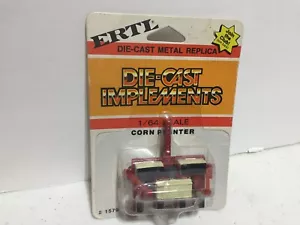 ERTL
DIE-CAST METAL REPLICA
DIE-CAST
IMPLEMENTS
1/64 SCALE
CORN PLANTER